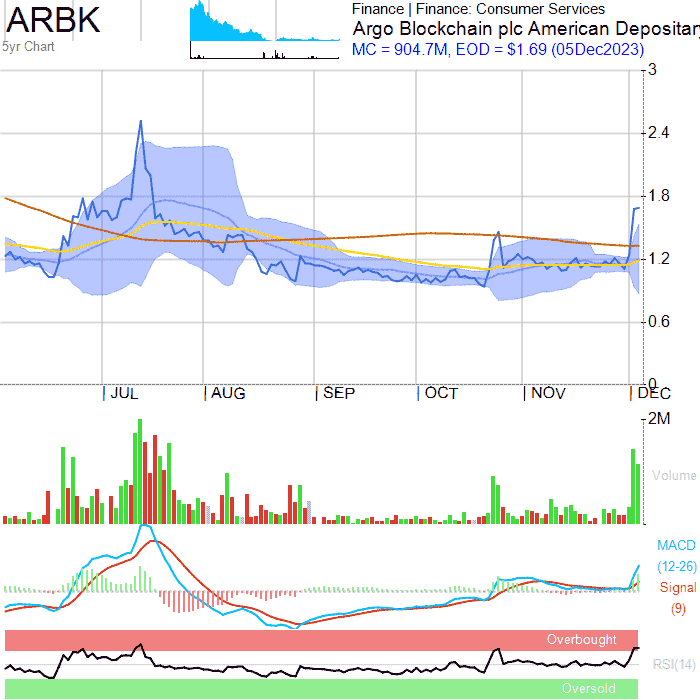 ARBK
5yr Chart
Finance | Finance: Consumer Services
Argo Blockchain plc American Depositary
MC = 904.7M, EOD = $1.69 (05Dec2023)
3
2.4
1.8
1.2
0.6
0
JUL
AUG
SEP
OCT
NOV
DEC
2M
Volume
MACD
(12-26)
Signal
(9)
Overbought
RSI(14)
Oversold